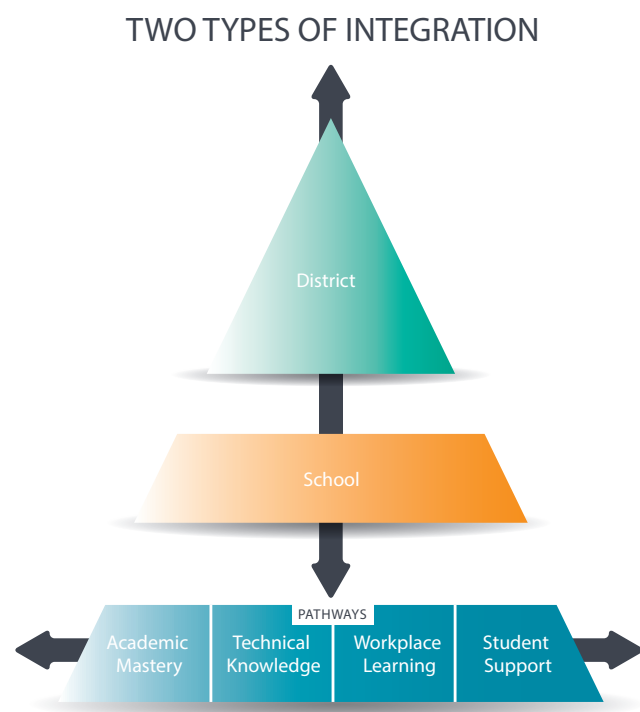 TWO TYPES OF INTEGRATION
District
School
PATHWAYS
Academic
Mastery
Technical
Knowledge
Workplace
Learning
Student
Support